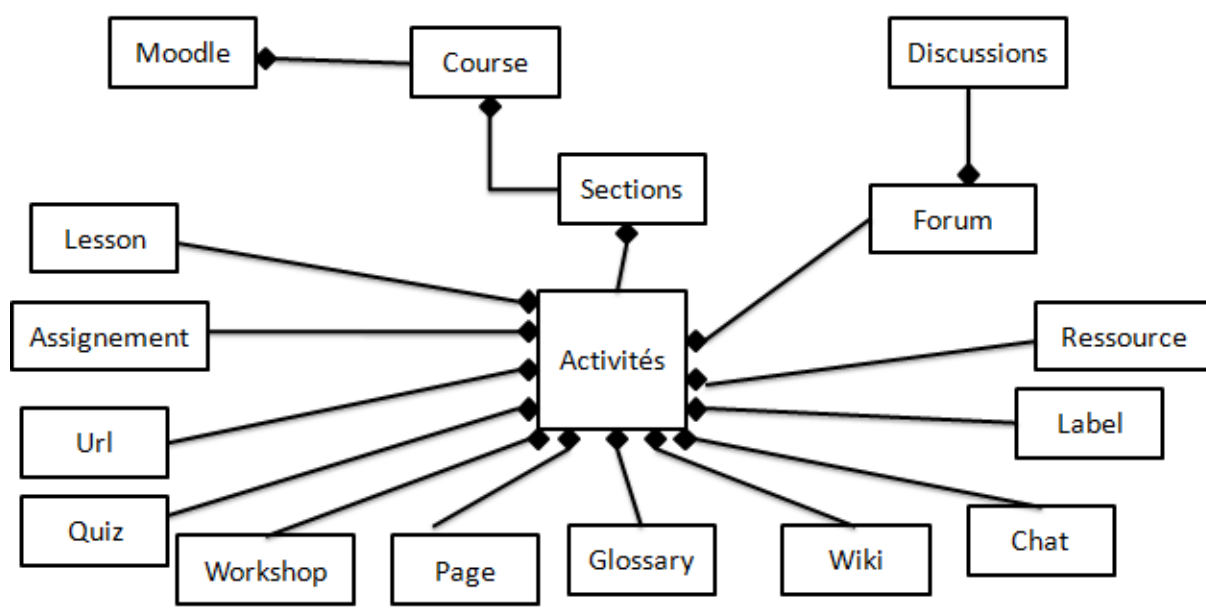 Moodle
Course
Discussions
Sections
Forum
Lesson
Assignement
Activités
Ressource
Url
Label
Quiz
Workshop
Page
Glossary
Wiki
Chat